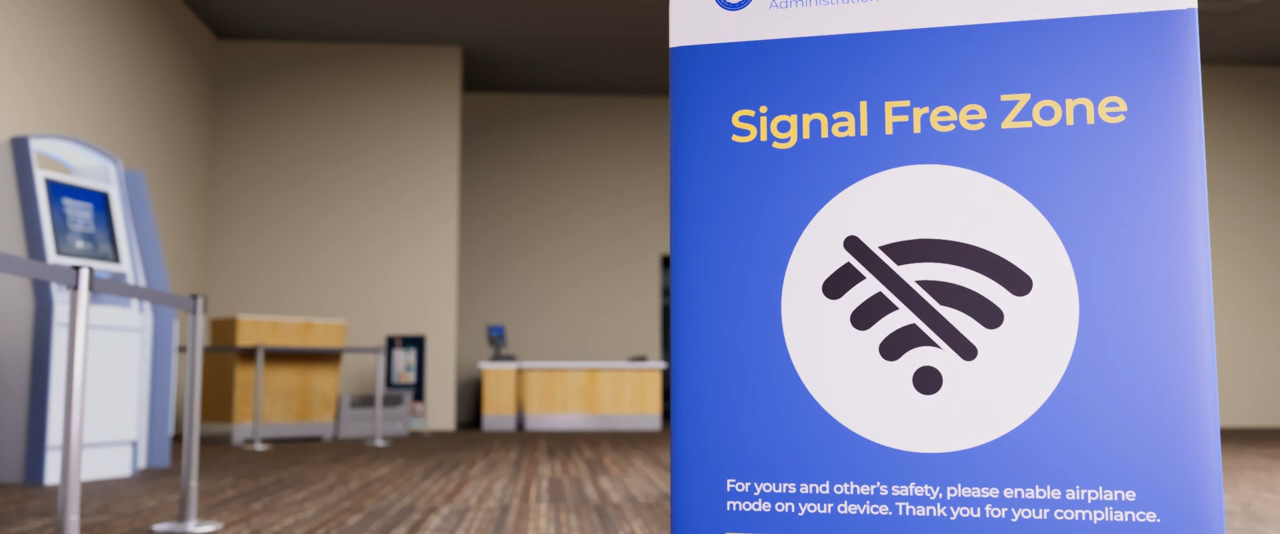 Administration
Signal Free Zone
For yours and other's safety, please enable airplane
mode on your device. Thank you for your compliance.